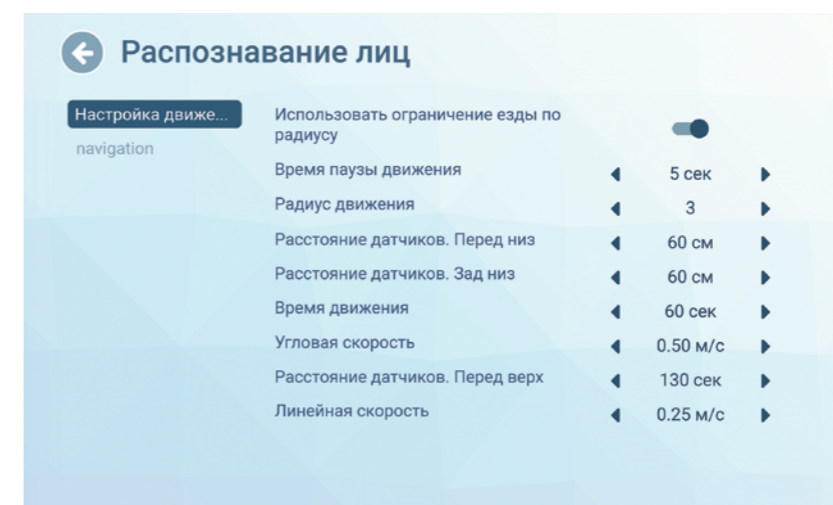 Распознавание лиц
Настройка движе...
navigation
Использовать ограничение езды по
радиусу
Время паузы движения 5 сек
Радиус движения 3
Расстояние датчиков. Перед низ 60 см
Расстояние датчиков. Зад низ 60 см
Время движения 60 сек
Угловая скорость 0.50 м/с
Расстояние датчиков. Перед верх 130 сек
Линейная скорость 0.25 м/с